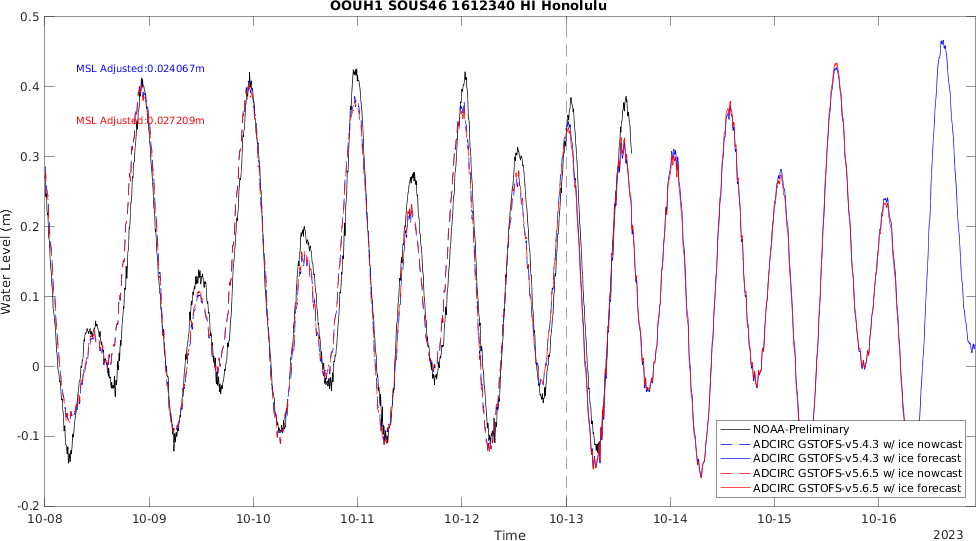 OOUH1 SOUS46 1612340 HI Honolulu
0.5
0.4
0.3
0.2
0.1
0
-0.1
-0.2
Water Level (m)
MSL Adjusted:0.024067m
MSL Adjusted:0.027209m
NOAA-Preliminary
ADCIRC GSTOFS-v5.4.3 w/ ice nowcast
ADCIRC GSTOFS-v5.4.3 w/ ice forecast
ADCIRC GSTOFS-v5.6.5 w/ ice nowcast
ADCIRC GSTOFS-v5.6.5 w/ ice forecast
10-08 10-09 10-10 10-11 10-12 10-13 10-14 10-15 10-16
Time
2023